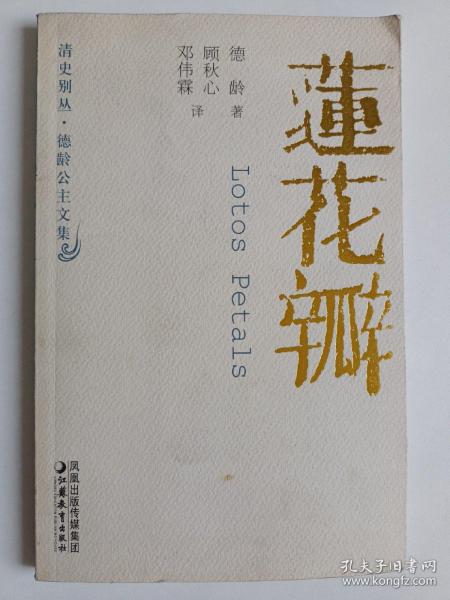 蓮花瓣
德龄 著
顾秋心
邓伟霖 译
Lotos Petals
清史别丛·德龄公主文集
凤凰出版传媒集团
江苏教育出版社
孔夫子旧书网
www.kongfz.com